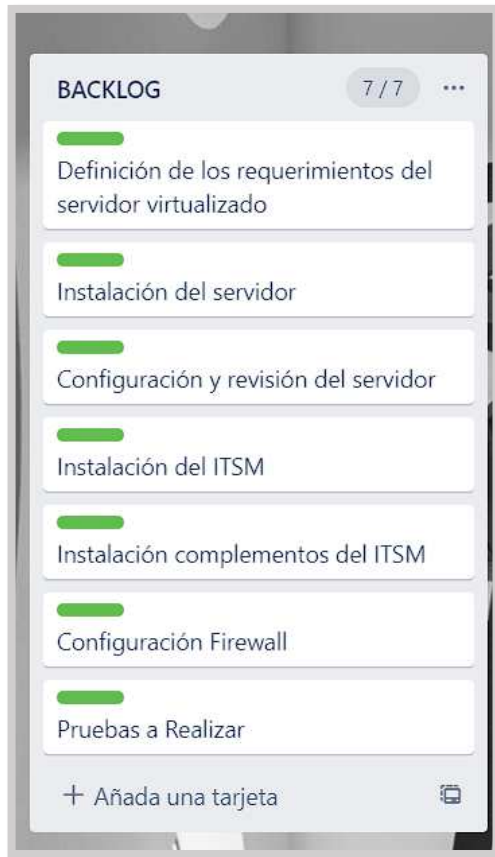 BACKLOG 7 / 7 ...
Definición de los requerimientos del
servidor virtualizado
Instalación del servidor
Configuración y revisión del servidor
Instalación del ITSM
Instalación complementos del ITSM
Configuración Firewall
Pruebas a Realizar
+ Añada una tarjeta